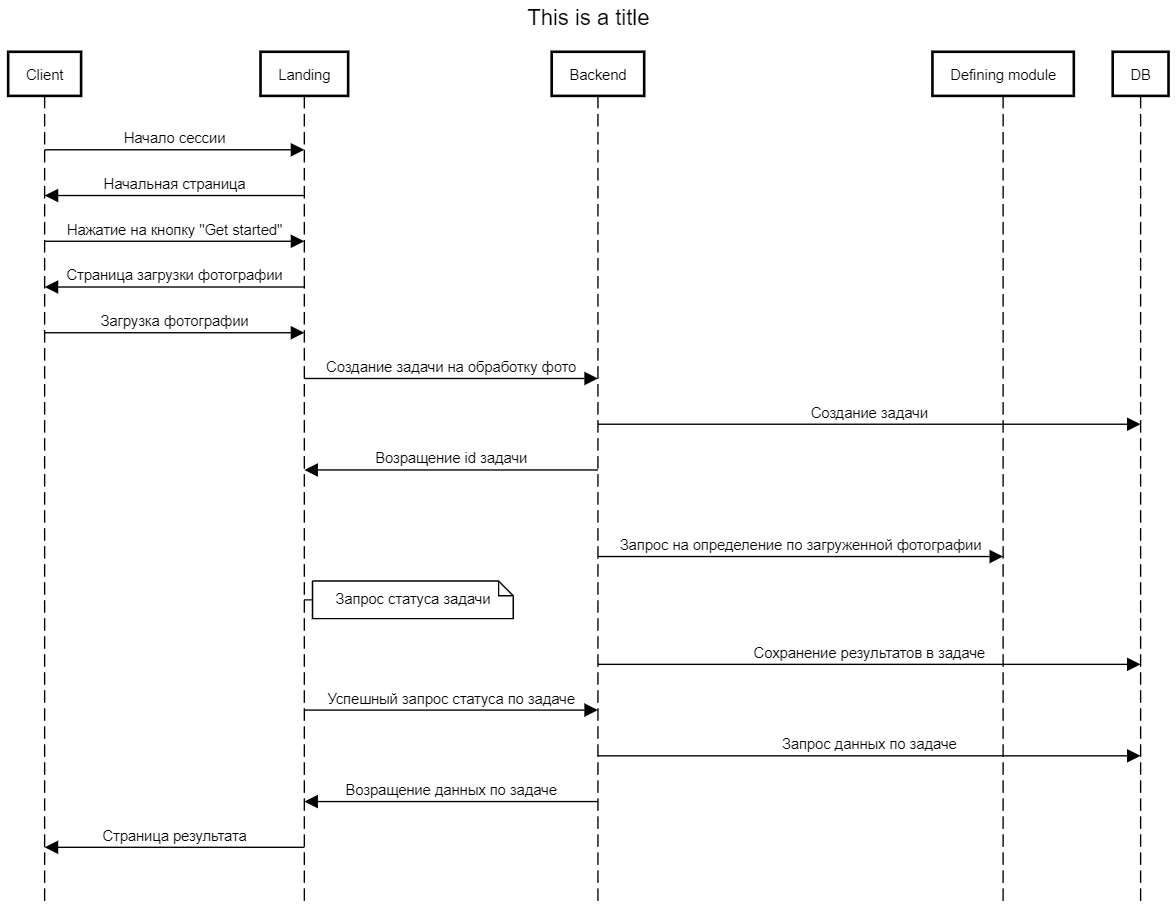 This is a title
Client
Landing
Backend
Defining module
DB
Начало сессии
Начальная страница
Нажатие на кнопку "Get started"
Страница загрузки фотографии
Загрузка фотографии
Создание задачи на обработку фото
Создание задачи
Возращение id задачи
Запрос на определение по загруженной фотографии
Запрос статуса задачи
Сохранение результатов в задаче
Успешный запрос статуса по задаче
Запрос данных по задаче
Возращение данных по задаче
Страница результата